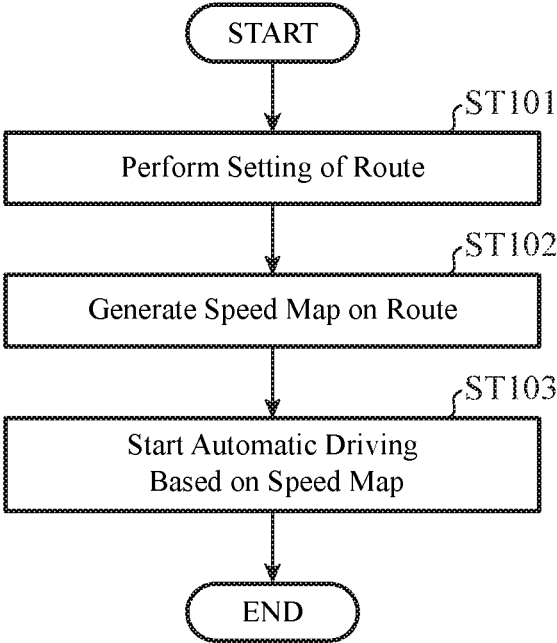 START
ST101
Perform Setting of Route
ST102
Generate Speed Map on Route
ST103
Start Automatic Driving
Based on Speed Map
END